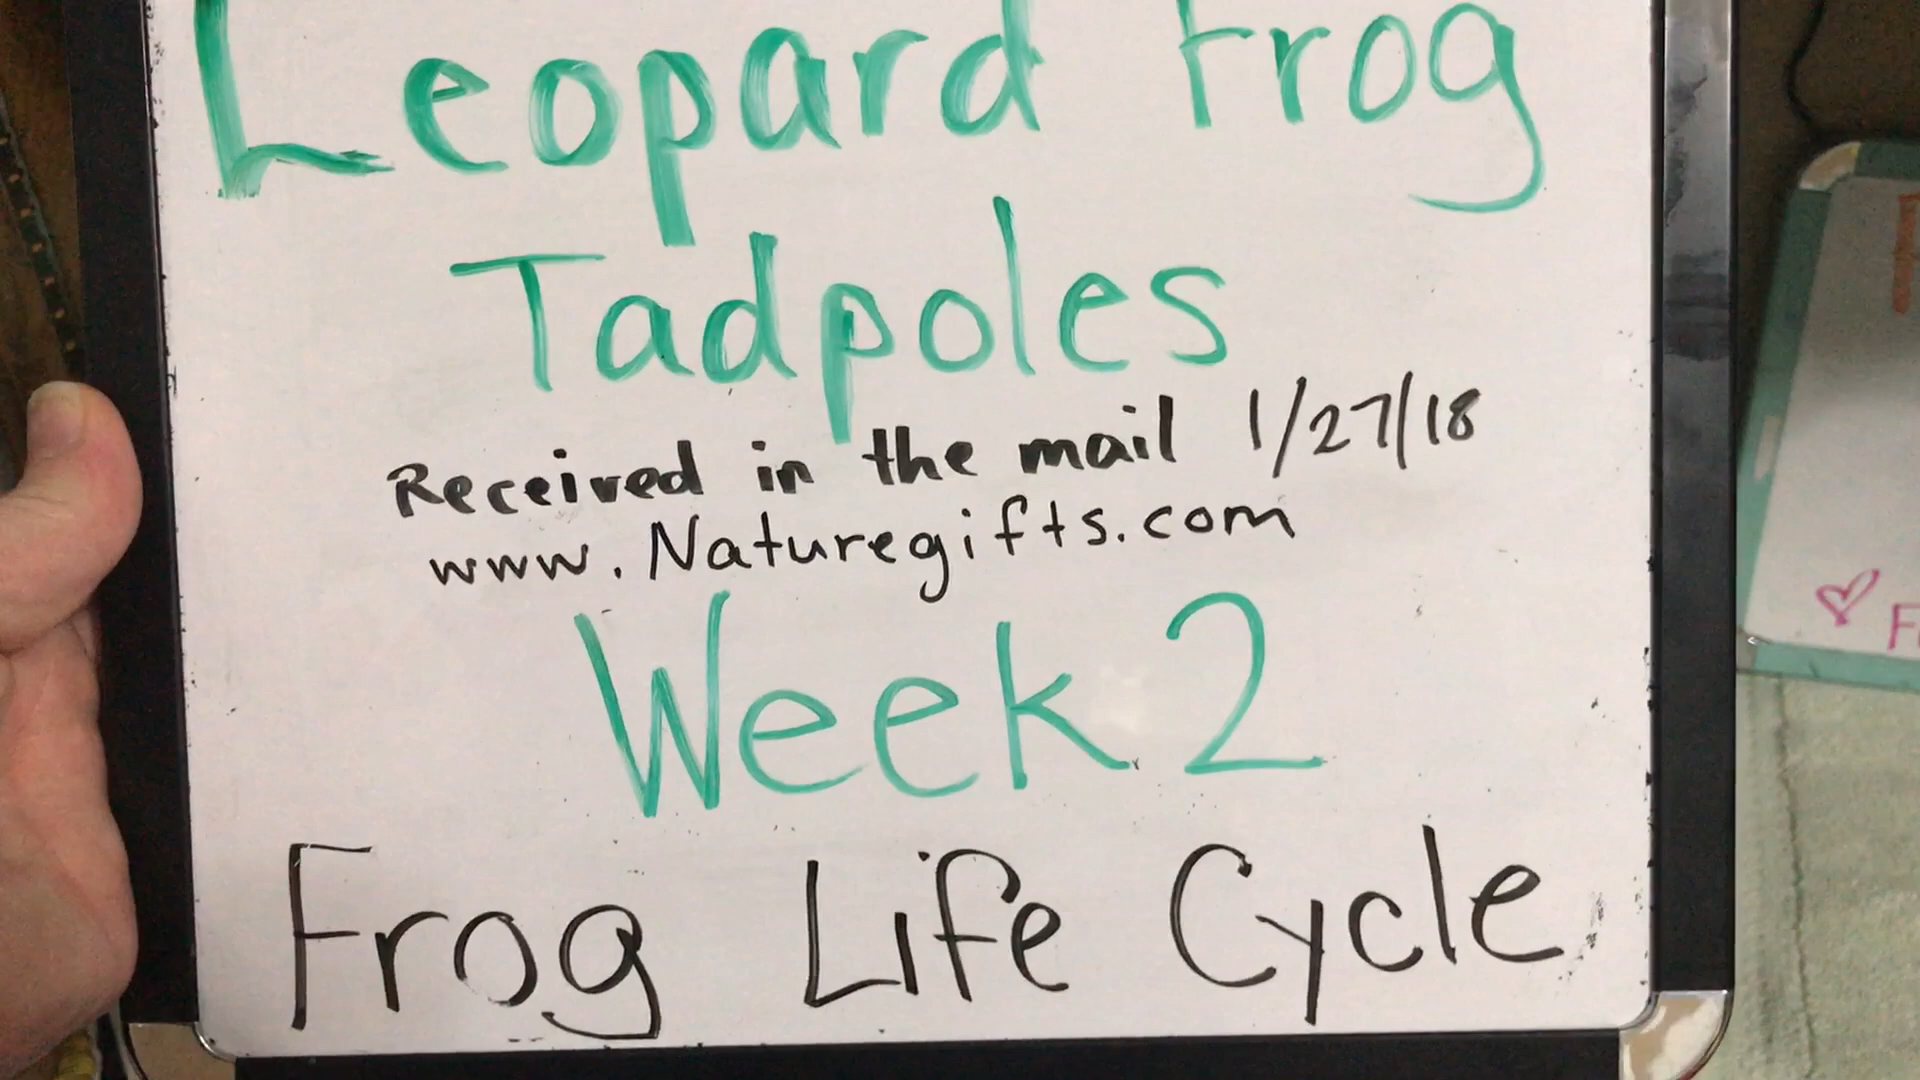 Leopard Frog
Tadpoles
Received in the mail 1/27/18
www.Naturegifts.com
Week 2
Frog Life Cycle